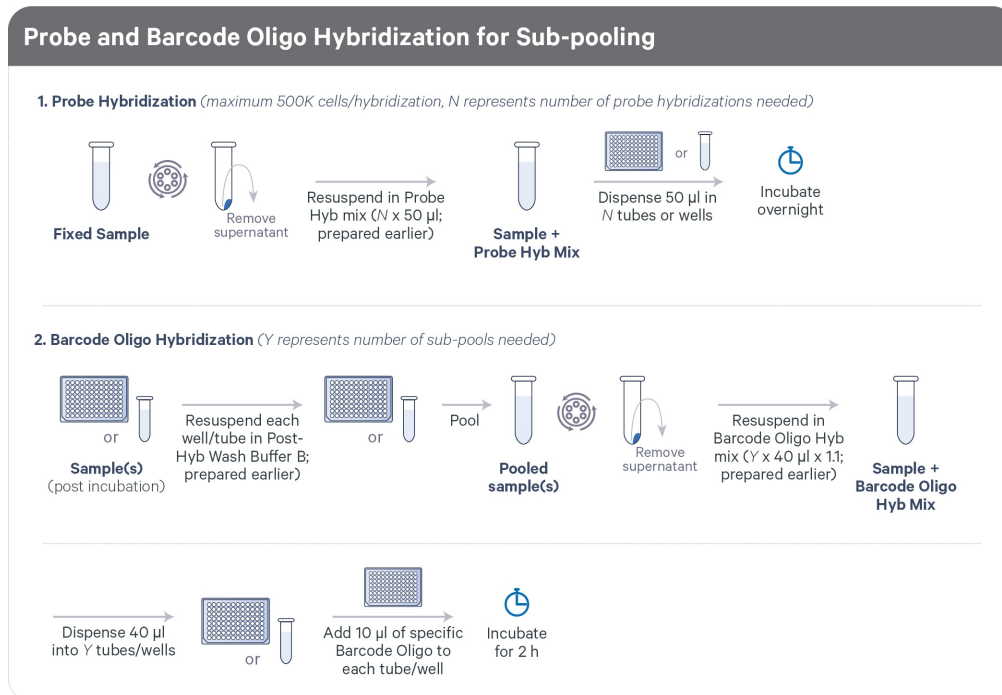 Probe and Barcode Oligo Hybridization for Sub-pooling
1. Probe Hybridization (maximum 500K cells/hybridization, N represents number of probe hybridizations needed)
Fixed Sample
Remove
supernatant
Resuspend in Probe
Hyb mix (N x 50 µl;
prepared earlier)
Sample +
Probe Hyb Mix
or
Dispense 50 µl in
N tubes or wells
Incubate
overnight
2. Barcode Oligo Hybridization (Y represents number of sub-pools needed)
or
Sample(s)
(post incubation)
Resuspend each
well/tube in Post-
Hyb Wash Buffer B;
prepared earlier)
or
Pool
Pooled
sample(s)
Remove
supernatant
Resuspend in
Barcode Oligo Hyb
mix (Y x 40 µl x 1.1;
prepared earlier)
Sample +
Barcode Oligo
Hyb Mix
Dispense 40 µl
into Y tubes/wells
or
Add 10 µl of specific
Barcode Oligo to
each tube/well
Incubate
for 2 h